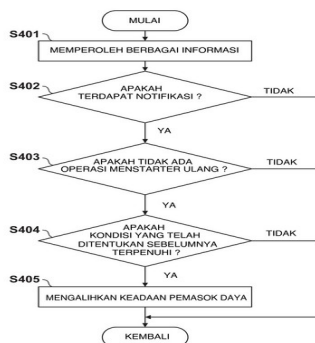 MULAI
S401
MEMPEROLEH BERBAGAI INFORMASI
S402
APAKAH
TERDAPAT NOTIFIKASI ?
TIDAK
YA
S403
APAKAH TIDAK ADA
OPERASI MENSTARTER ULANG ?
TIDAK
YA
S404
APAKAH
KONDISI YANG TELAH
DITENTUKAN SEBELUMNYA
TERPENUHI ?
TIDAK
YA
S405
MENGALIHKAN KEADAAN PEMASOK DAYA
KEMBALI